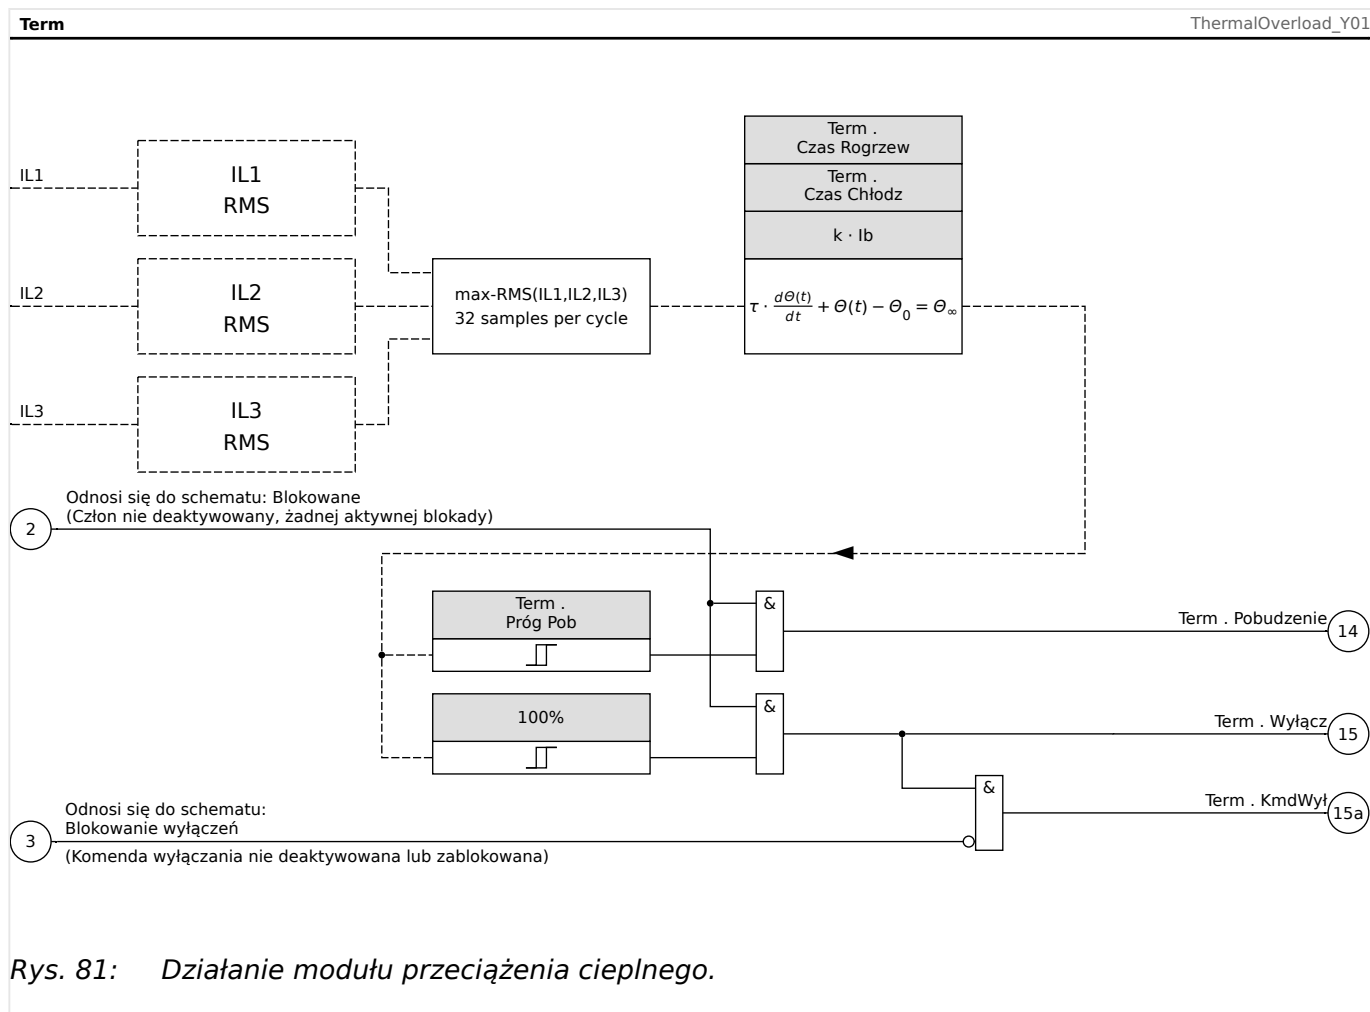 Term
ThermalOverload_Y01
Term .
Czas Rogrzew
Term .
Czas Chłodz
k · Ib
τ · dΘ(t)/dt + Θ(t) − Θ₀ = Θ∞
IL1
IL1
RMS
IL2
IL2
RMS
max-RMS(IL1,IL2,IL3)
32 samples per cycle
IL3
IL3
RMS
Odnosi się do schematu: Blokowane
(Człon nie deaktywowany, żadnej aktywnej blokady)
2
Term .
Próg Pob
&
Term . Pobudzenie
14
100%
&
Term . Wyłącz
15
&
Term . KmdWył
15a
Odnosi się do schematu:
Blokowanie wyłączeń
3
(Komenda wyłączania nie deaktywowana lub zablokowana)
Rys. 81: Działanie modułu przeciążenia cieplnego.